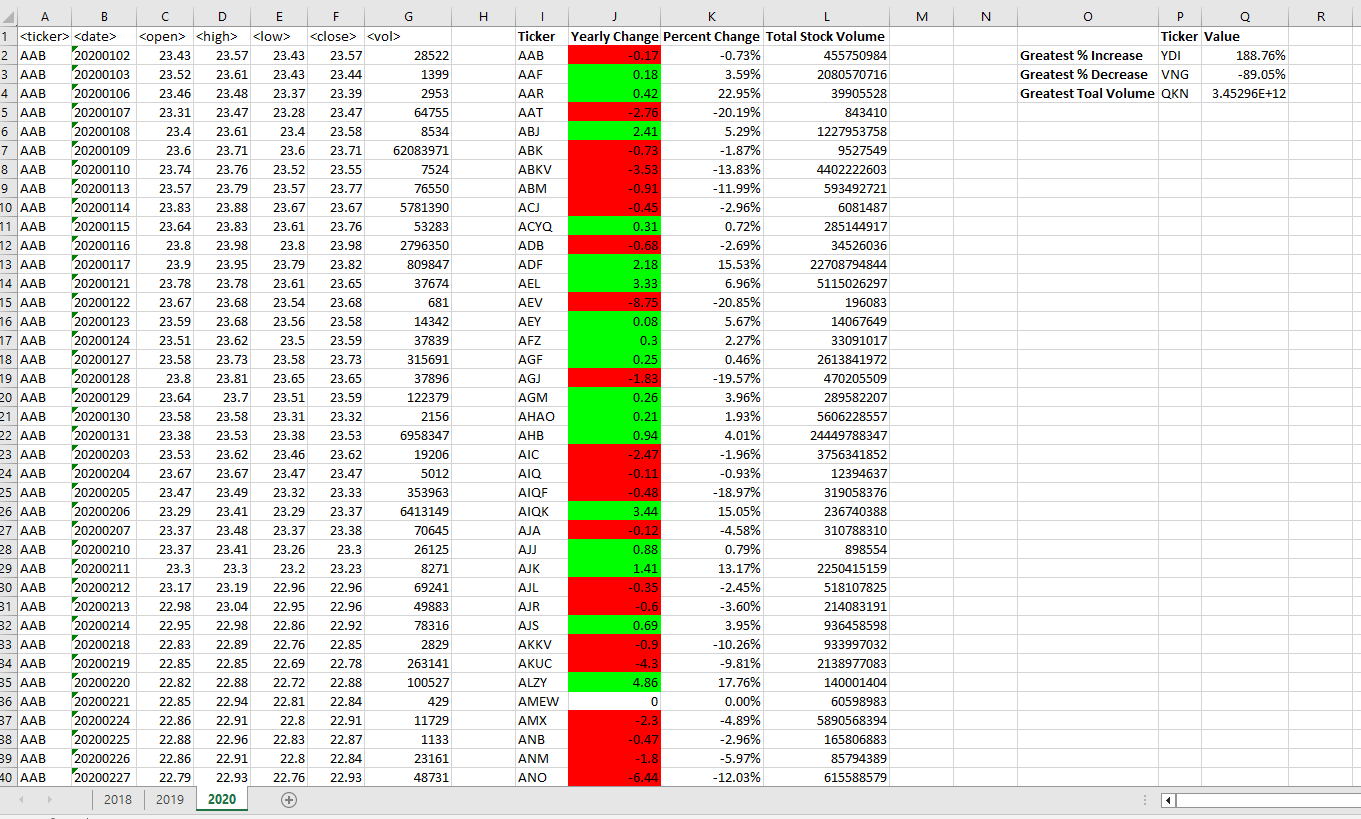 A B C D E F G H I J K L M N O P Q R
1 <ticker> <date> <open> <high> <low> <close> <vol> Ticker Yearly Change Percent Change Total Stock Volume Ticker Value
2 AAB 20200102 23.43 23.57 23.43 23.57 28522 AAB -0.17 -0.73% 455750984 Greatest % Increase YDI 188.76%
3 AAB 20200103 23.52 23.61 23.43 23.44 1399 AAF 0.18 3.59% 2080570716 Greatest % Decrease VNG -89.05%
4 AAB 20200106 23.46 23.48 23.37 23.39 2953 AAR 0.42 22.95% 39905528 Greatest Toal Volume QKN 3.45296E+12
5 AAB 20200107 23.31 23.47 23.28 23.47 64755 AAT -2.76 -20.19% 843410
6 AAB 20200108 23.4 23.61 23.4 23.58 8534 ABJ 2.41 5.29% 1227953758
7 AAB 20200109 23.6 23.71 23.6 23.71 62083971 ABK -0.73 -1.87% 9527549
8 AAB 20200110 23.74 23.76 23.52 23.55 7524 ABKV -3.53 -13.83% 4402222603
9 AAB 20200113 23.57 23.79 23.57 23.77 76550 ABM -0.91 -11.99% 593492721
10 AAB 20200114 23.83 23.88 23.67 23.67 5781390 ACJ -0.45 -2.96% 6081487
11 AAB 20200115 23.64 23.83 23.61 23.76 53283 ACYQ 0.31 0.72% 285144917
12 AAB 20200116 23.8 23.98 23.8 23.98 2796350 ADB -0.68 -2.69% 34526036
13 AAB 20200117 23.9 23.95 23.79 23.82 809847 ADF 2.18 15.53% 22708794844
14 AAB 20200121 23.78 23.78 23.61 23.65 37674 AEL 3.33 6.96% 5115026297
15 AAB 20200122 23.67 23.68 23.54 23.68 681 AEV -8.75 -20.85% 196083
16 AAB 20200123 23.59 23.68 23.56 23.58 14342 AEY 0.08 5.67% 14067649
17 AAB 20200124 23.51 23.62 23.5 23.59 37839 AFZ 0.3 2.27% 33091017
18 AAB 20200127 23.58 23.73 23.58 23.73 315691 AGF 0.25 0.46% 2613841972
19 AAB 20200128 23.8 23.81 23.65 23.65 37896 AGJ -1.83 -19.57% 470205509
20 AAB 20200129 23.64 23.7 23.51 23.59 122379 AGM 0.26 3.96% 289582207
21 AAB 20200130 23.58 23.58 23.31 23.32 2156 AHAO 0.21 1.93% 5606228557
22 AAB 20200131 23.38 23.53 23.38 23.53 6958347 AHB 0.94 4.01% 24449788347
23 AAB 20200203 23.53 23.62 23.46 23.62 19206 AIC -2.47 -1.96% 3756341852
24 AAB 20200204 23.67 23.67 23.47 23.47 5012 AIQ -0.11 -0.93% 12394637
25 AAB 20200205 23.47 23.49 23.32 23.33 353963 AIQF -0.48 -18.97% 319058376
26 AAB 20200206 23.29 23.41 23.29 23.37 6413149 AIQK 3.44 15.05% 236740388
27 AAB 20200207 23.37 23.48 23.37 23.38 70645 AJA -0.12 -4.58% 310788310
28 AAB 20200210 23.37 23.41 23.26 23.3 26125 AJJ 0.88 0.79% 898554
29 AAB 20200211 23.3 23.3 23.2 23.23 8271 AJK 1.41 13.17% 2250415159
30 AAB 20200212 23.17 23.19 22.96 22.96 69241 AJL -0.35 -2.45% 518107825
31 AAB 20200213 22.98 23.04 22.95 22.96 49883 AJR -0.6 -3.60% 214083191
32 AAB 20200214 22.95 22.98 22.86 22.92 78316 AJS 0.69 3.95% 936458598
33 AAB 20200218 22.83 22.89 22.76 22.85 2829 AKKV -0.9 -10.26% 933997032
34 AAB 20200219 22.85 22.85 22.69 22.78 263141 AKUC -4.3 -9.81% 2138977083
35 AAB 20200220 22.82 22.88 22.72 22.88 100527 ALZY 4.86 17.76% 140001404
36 AAB 20200221 22.85 22.94 22.81 22.84 429 AMEW 0 0.00% 60598983
37 AAB 20200224 22.86 22.91 22.8 22.91 11729 AMX -2.3 -4.89% 5890568394
38 AAB 20200225 22.88 22.96 22.83 22.87 1133 ANB -0.47 -2.96% 165806883
39 AAB 20200226 22.86 22.91 22.8 22.84 23161 ANM -1.8 -5.97% 85794389
40 AAB 20200227 22.79 22.93 22.76 22.93 48731 ANO -6.44 -12.03% 615588579
2018 2019 2020